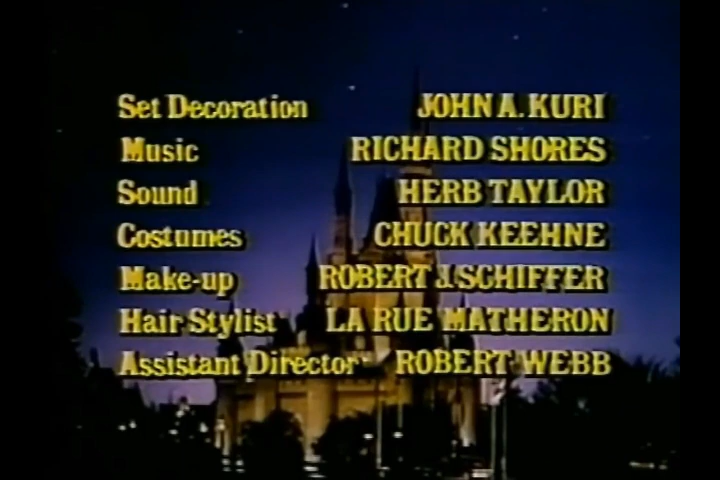 Set Decoration JOHN A. KURI
Music RICHARD SHORES
Sound HERB TAYLOR
Costumes CHUCK KEEHNE
Make-up ROBERT J. SCHIFFER
Hair Stylist LA RUE MATHERON
Assistant Director ROBERT WEBB